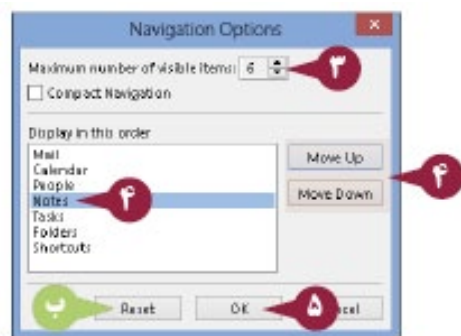 Navigation Options
Maximum number of visible items: 6 ۳
Compact Navigation
Display in this order
Mail
Calendar
People
Notes ۴
Tasks
Folders
Shortcuts
Move Up
Move Down ۴
ب Reset OK ۵ cel